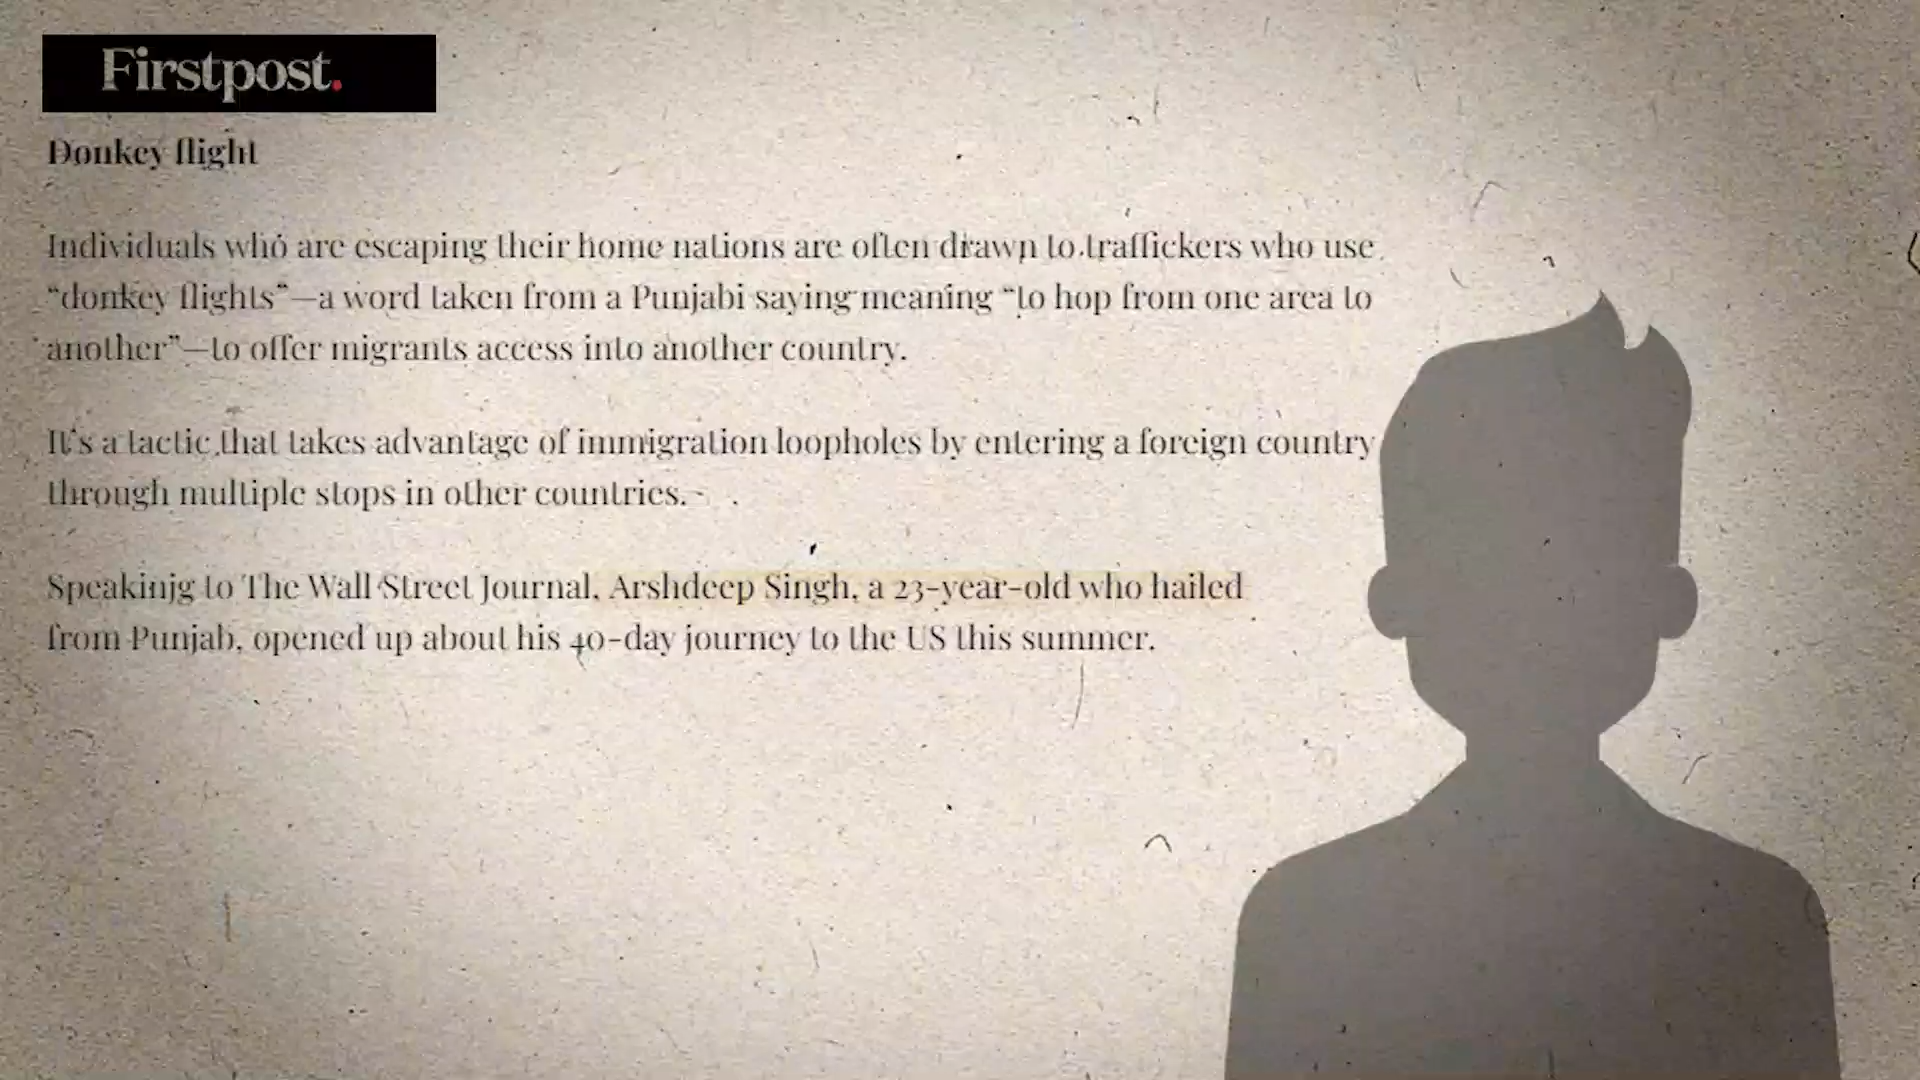 Firstpost.
Donkey flight
Individuals who are escaping their home nations are often drawn to traffickers who use
“donkey flights”—a word taken from a Punjabi saying meaning “to hop from one area to
another”—to offer migrants access into another country.
It's a tactic that takes advantage of immigration loopholes by entering a foreign country
through multiple stops in other countries.
Speakinjg to The Wall Street Journal, Arshdeep Singh, a 23-year-old who hailed
from Punjab, opened up about his 40-day journey to the US this summer.